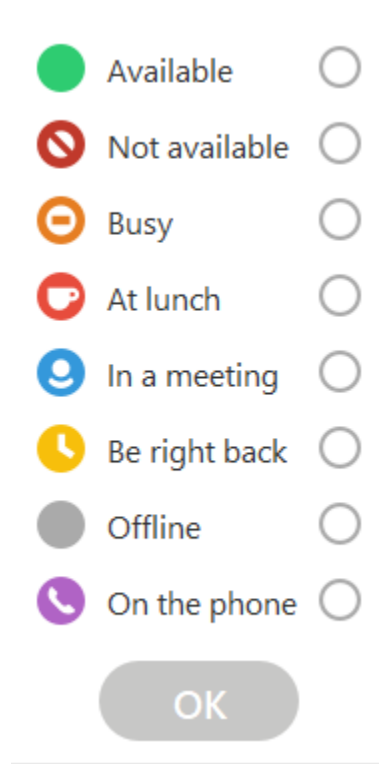 Available
Not available
Busy
At lunch
In a meeting
Be right back
Offline
On the phone
OK